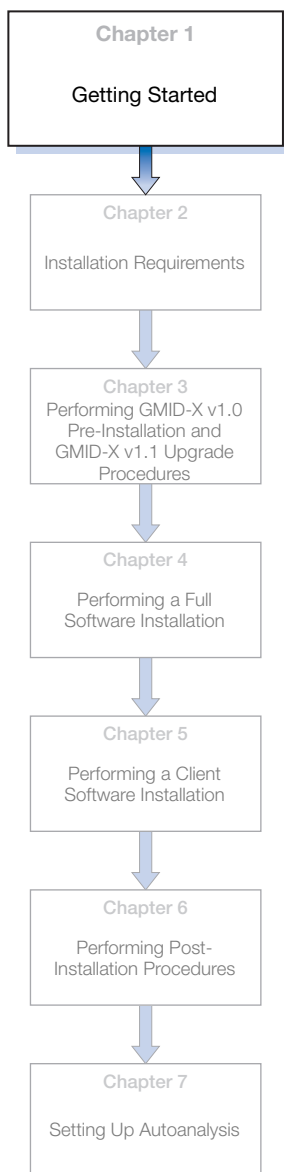 Chapter 1
Getting Started
Chapter 2
Installation Requirements
Chapter 3
Performing GMID-X v1.0
Pre-Installation and
GMID-X v1.1 Upgrade
Procedures
Chapter 4
Performing a Full
Software Installation
Chapter 5
Performing a Client
Software Installation
Chapter 6
Performing Post-
Installation Procedures
Chapter 7
Setting Up Autoanalysis